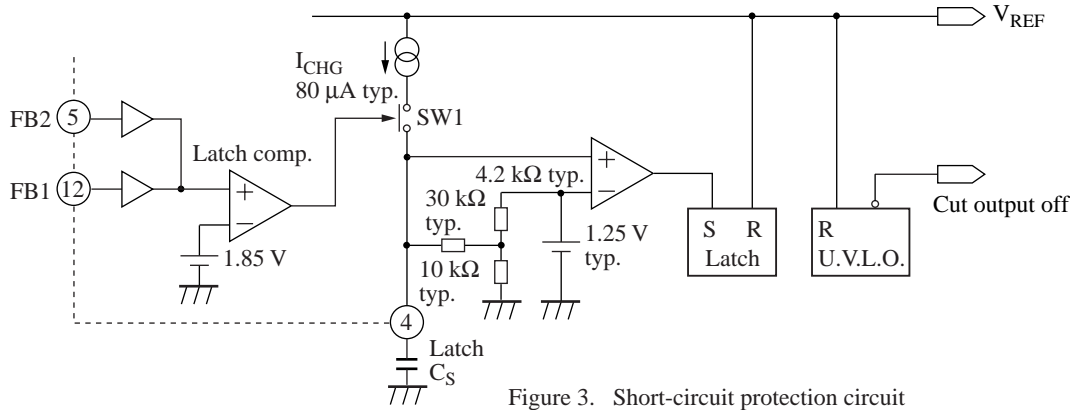 V_REF
I_CHG
80 µA typ.
SW1
FB2
5
Latch comp.
FB1
12
+
−
1.85 V
4.2 kΩ typ.
+
−
30 kΩ
typ.
10 kΩ
typ.
1.25 V
typ.
S R
Latch
R
U.V.L.O.
Cut output off
4
Latch
C_S
Figure 3. Short-circuit protection circuit